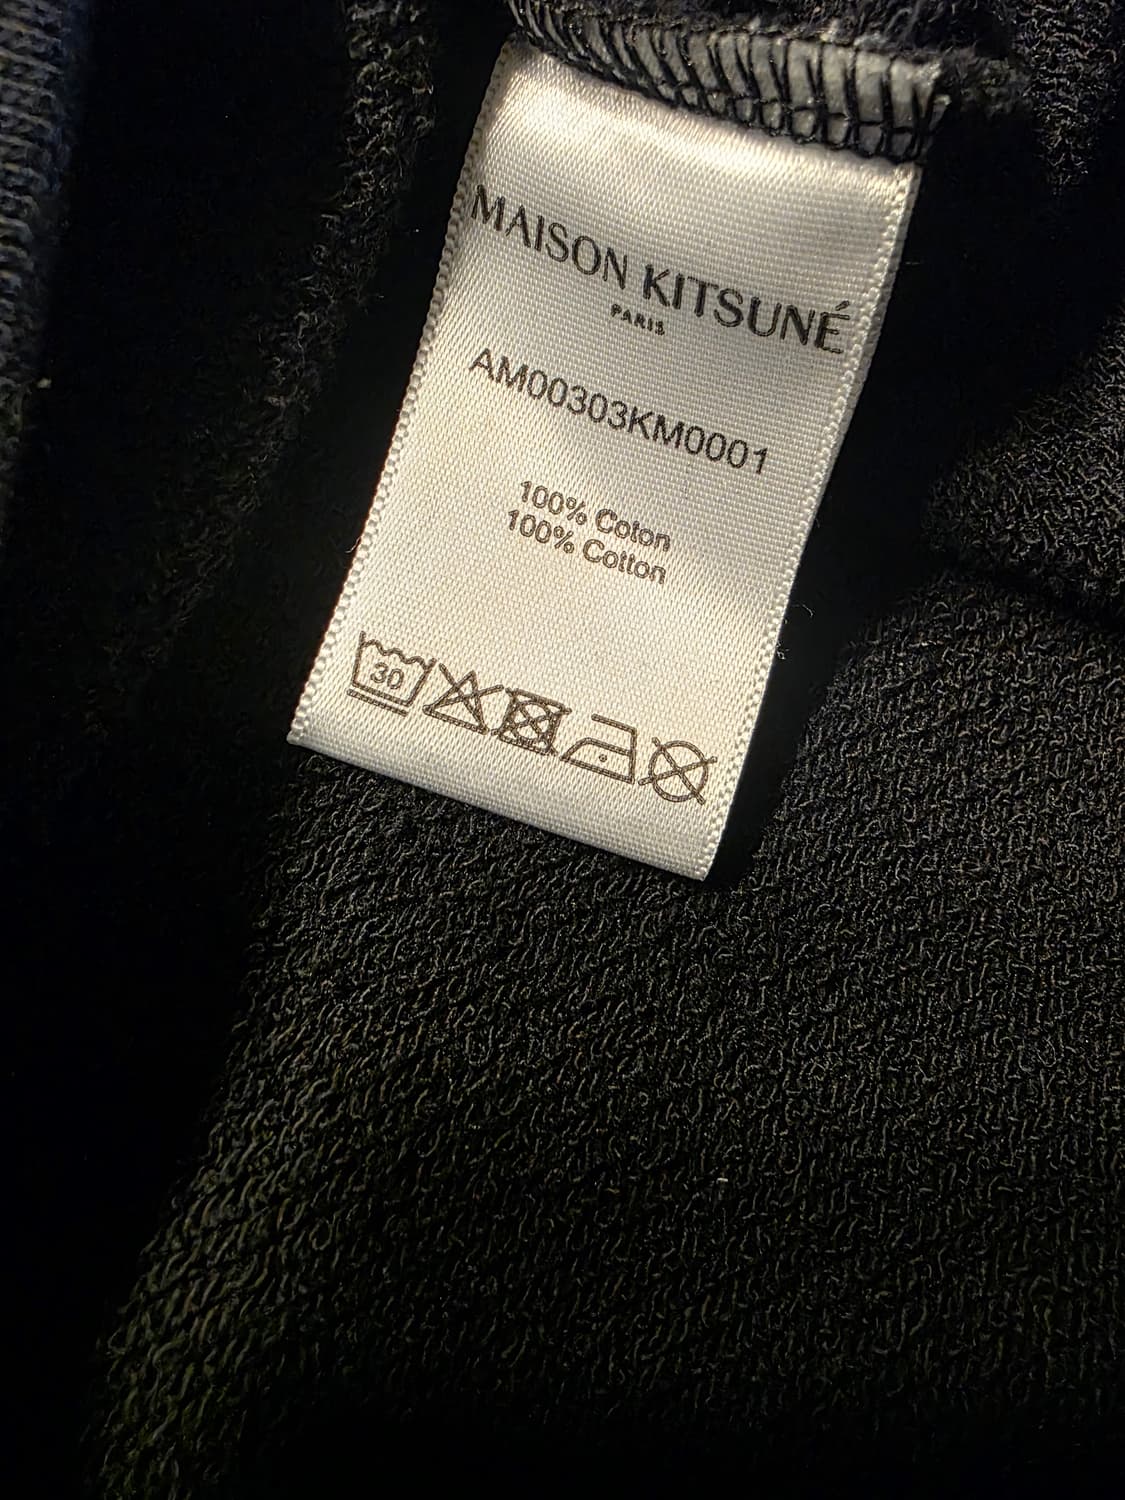 MAISON KITSUNÉ
PARIS
AM00303KM0001
100% Coton
100% Cotton
30